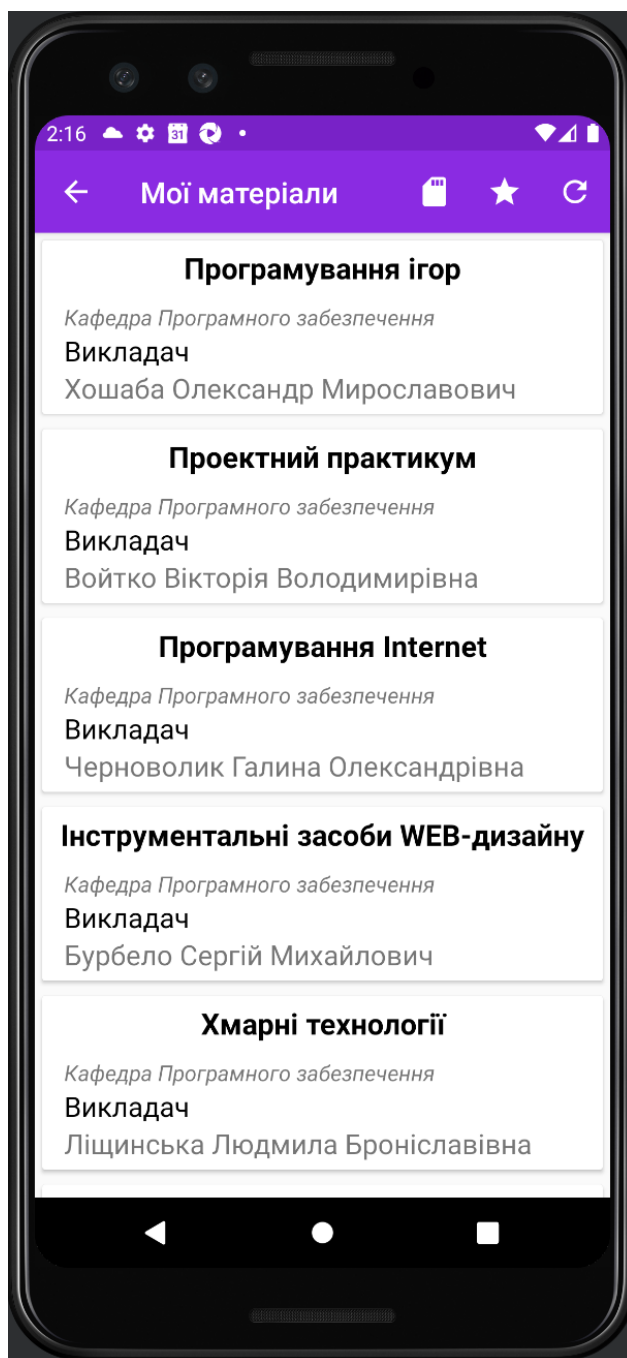 2:16
31
Мої матеріали
Програмування ігор
Кафедра Програмного забезпечення
Викладач
Хошаба Олександр Мирославович
Проектний практикум
Кафедра Програмного забезпечення
Викладач
Войтко Вікторія Володимирівна
Програмування Internet
Кафедра Програмного забезпечення
Викладач
Черноволик Галина Олександрівна
Інструментальні засоби WEB-дизайну
Кафедра Програмного забезпечення
Викладач
Бурбело Сергій Михайлович
Хмарні технології
Кафедра Програмного забезпечення
Викладач
Ліщинська Людмила Броніславівна